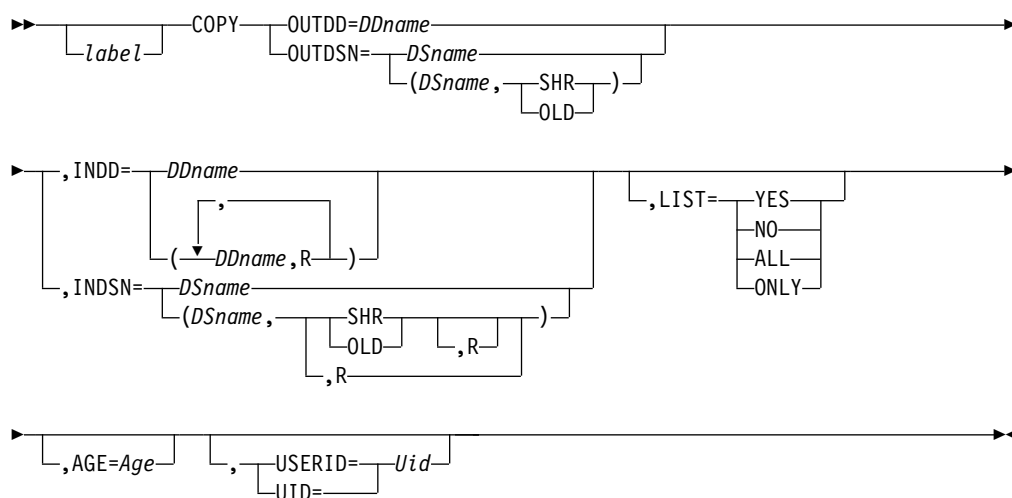 COPY OUTDD=DDname
label OUTDSN= DSname
(DSname, SHR )
OLD
,INDD= DDname
,
( DDname,R )
,INDSN= DSname
(DSname, SHR )
OLD ,R
,R
,LIST= YES
NO
ALL
ONLY
,AGE=Age , USERID= Uid
UID=